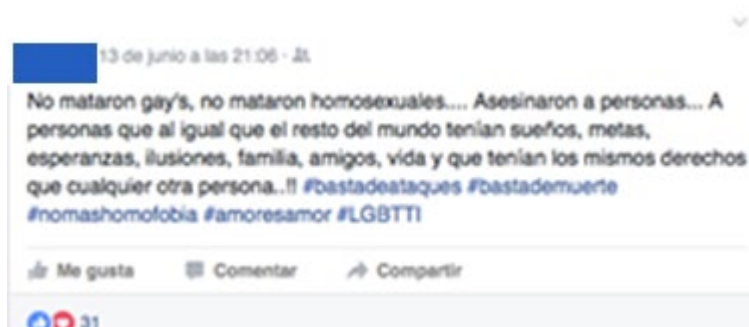 13 de junio a las 21:06 ·
No mataron gay's, no mataron homosexuales.... Asesinaron a personas... A
personas que al igual que el resto del mundo tenían sueños, metas,
esperanzas, ilusiones, familia, amigos, vida y que tenían los mismos derechos
que cualquier otra persona..!! #bastadeataques #bastademuerte
#nomashomofobia #amoresamor #LGBTTI
Me gusta Comentar Compartir
31